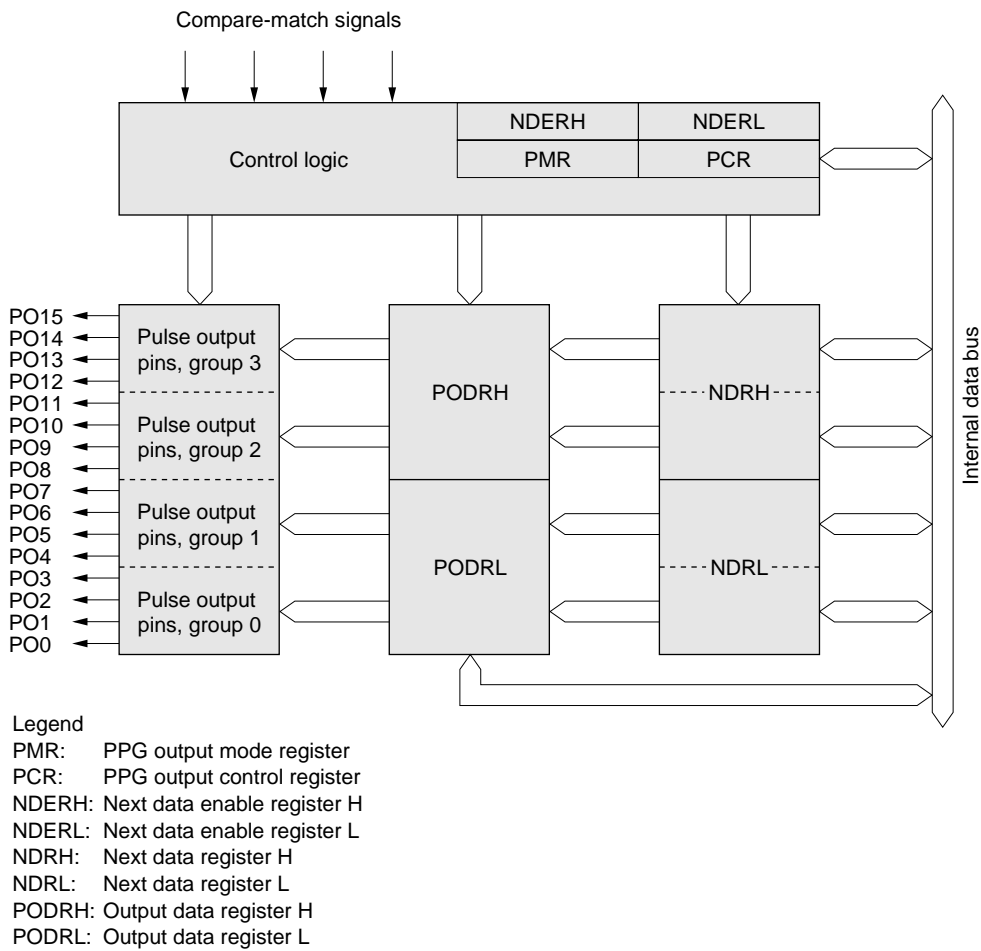 Compare-match signals
Control logic
NDERH
NDERL
PMR
PCR
Internal data bus
PO15
PO14
PO13
PO12
PO11
PO10
PO9
PO8
PO7
PO6
PO5
PO4
PO3
PO2
PO1
PO0
Pulse output
pins, group 3
Pulse output
pins, group 2
Pulse output
pins, group 1
Pulse output
pins, group 0
PODRH
PODRL
NDRH
NDRL
Legend
PMR: PPG output mode register
PCR: PPG output control register
NDERH: Next data enable register H
NDERL: Next data enable register L
NDRH: Next data register H
NDRL: Next data register L
PODRH: Output data register H
PODRL: Output data register L